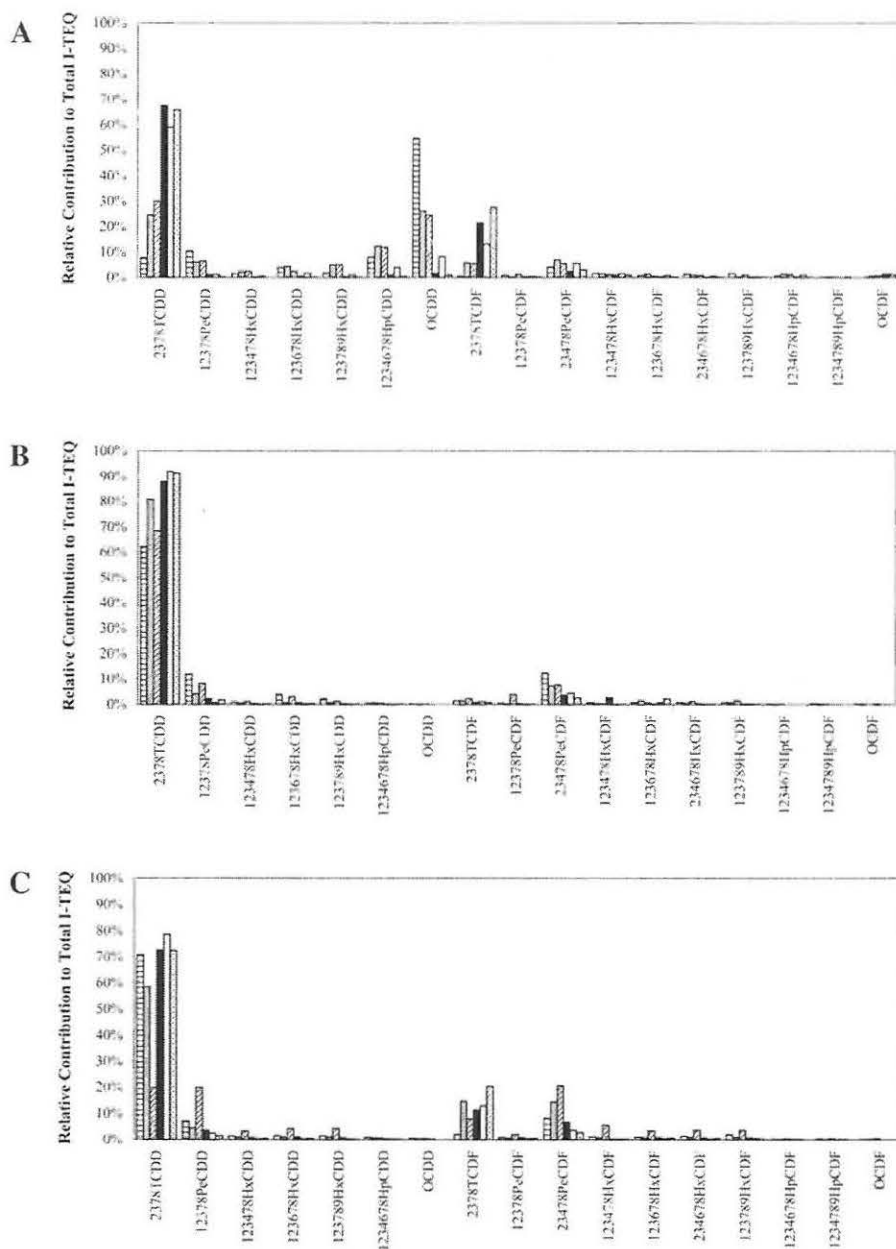 A
Relative Contribution to Total I-TEQ
100%
90%
80%
70%
60%
50%
40%
30%
20%
10%
0%
2378TCDD
12378PeCDD
123478HxCDD
123678HxCDD
123789HxCDD
1234678HpCDD
OCDD
2378TCDF
12378PeCDF
23478PeCDF
123478HxCDF
123678HxCDF
234678HxCDF
123789HxCDF
1234678HpCDF
1234789HpCDF
OCDF
B
Relative Contribution to Total I-TEQ
100%
90%
80%
70%
60%
50%
40%
30%
20%
10%
0%
2378TCDD
12378PeCDD
123478HxCDD
123678HxCDD
123789HxCDD
1234678HpCDD
OCDD
2378TCDF
12378PeCDF
23478PeCDF
123478HxCDF
123678HxCDF
234678HxCDF
123789HxCDF
1234678HpCDF
1234789HpCDF
OCDF
C
Relative Contribution to Total I-TEQ
100%
90%
80%
70%
60%
50%
40%
30%
20%
10%
0%
2378TCDD
12378PeCDD
123478HxCDD
123678HxCDD
123789HxCDD
1234678HpCDD
OCDD
2378TCDF
12378PeCDF
23478PeCDF
123478HxCDF
123678HxCDF
234678HxCDF
123789HxCDF
1234678HpCDF
1234789HpCDF
OCDF